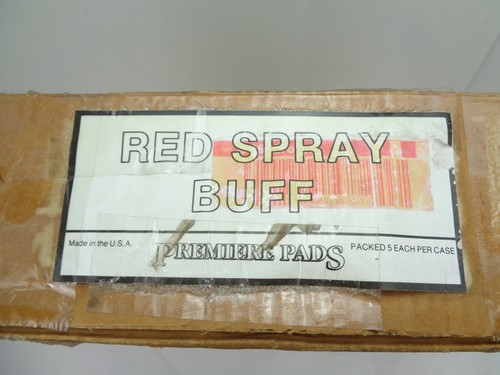 RED SPRAY
BUFF
Made in the U.S.A.
PREMIERE PADS
PACKED 5 EACH PER CASE